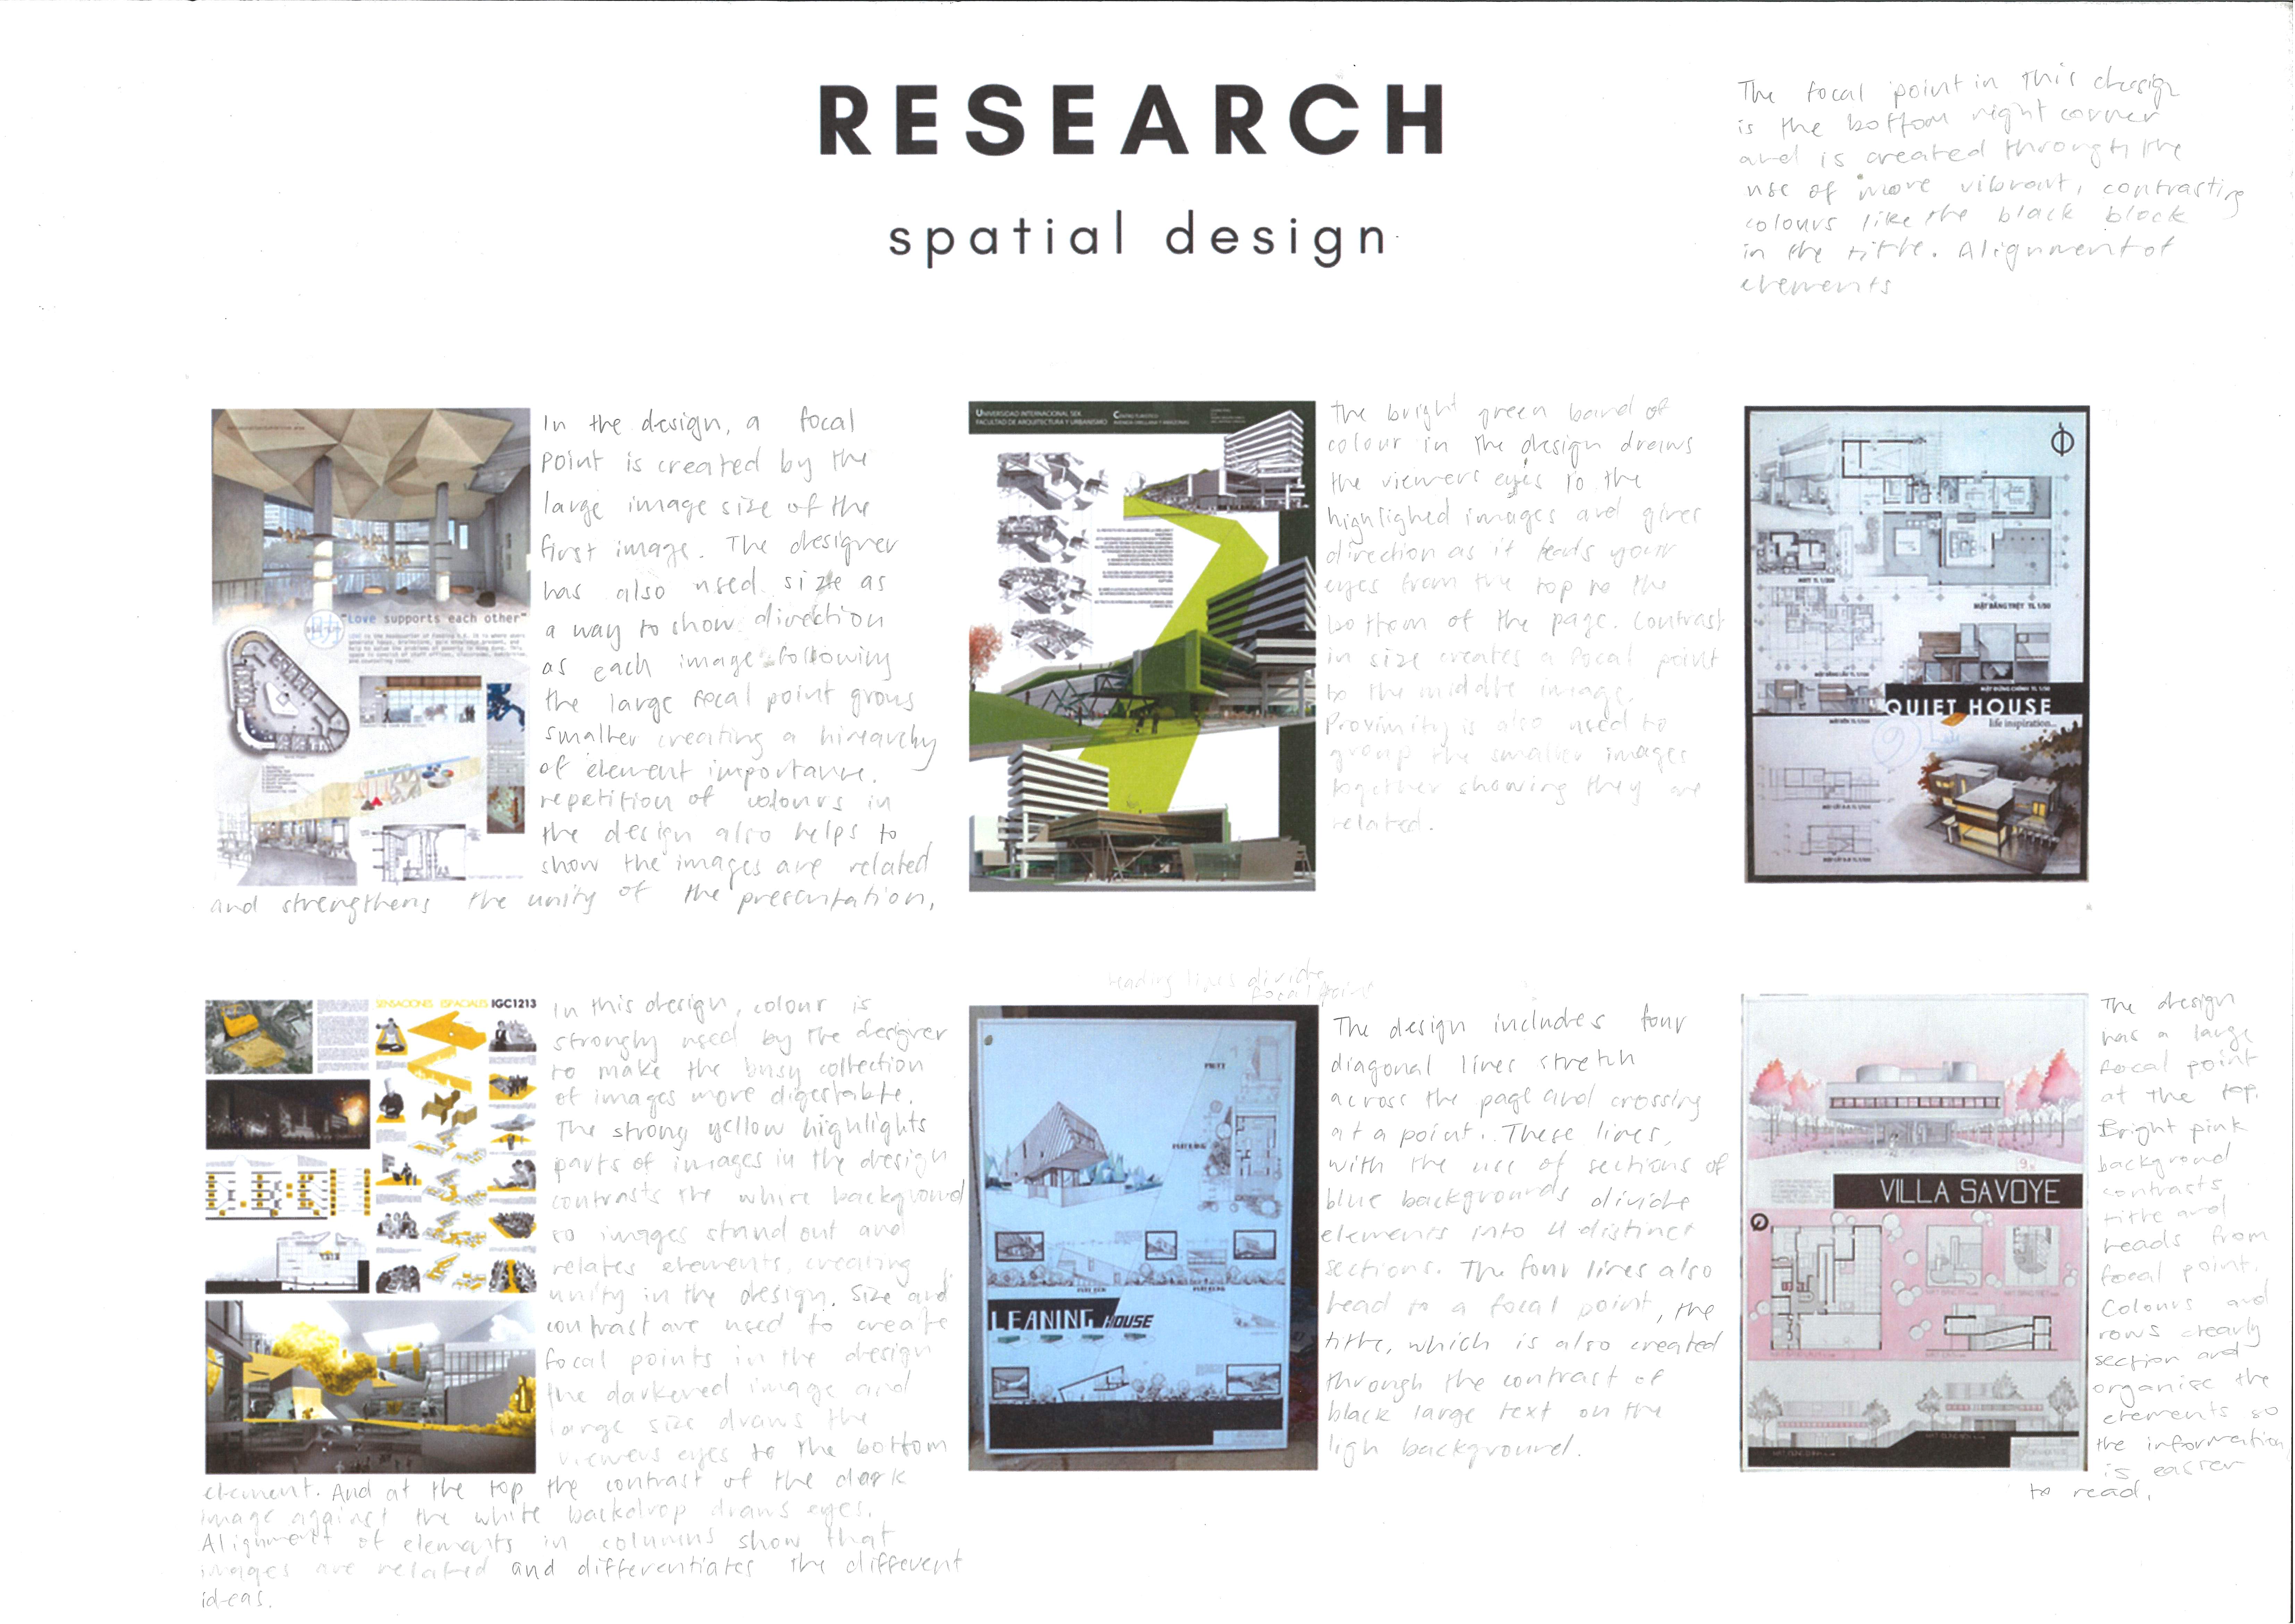 RESEARCH
spatial design
The focal point in this design
is the bottom right corner
and is created through the
use of more vibrant, contrasting
colours like the black block
in the title. Alignment of
elements
In the design, a focal
point is created by the
large image size of the
first image. The designer
has also used size as
a way to show direction
as each image following
the large focal point grows
smaller creating a hirearchy
of element importance.
repetition of colours in
the design also helps to
show the images are related
and strengthens the unity of the presentation,
"Love supports each other"
UNIVERSIDAD INTERNACIONAL SEK
FACULTAD DE ARQUITECTURA Y URBANISMO
the bright green band of
colour in the design draws
the viewers eyes to the
highlighed images and gives
direction as it leads your
eyes from the top to the
bottom of the page. Contrast
in size creates a focal point
to the middle image.
Proximity is also used to
group the smaller images
together showing they are
related.
MẶT BẰNG TRỆT TL 1/50
QUIET HOUSE
life inspiration...
SENSACIONES ESPACIALES IGC1213
In this design, colour is
strongly used by the designer
to make the busy collection
of images more digestable.
The strong yellow highlights
parts of images in the design
contrasts the white background
so images stand out and
relates elements, creating
unity in the design. Size and
contrast are used to create
focal points in the design
the darkened image and
large size draws the
viewers eyes to the bottom
element. And at the top the contrast of the dark
image against the white backdrop draws eyes.
Alignment of elements in columns show that
images are related and differentiates the different
ideas.
leading lines divide
focal point
LEANING HOUSE
The design includes four
diagonal lines stretch
across the page and crossing
at a point. These lines,
with the use of sections of
blue backgrounds divide
elements into 4 distinct
sections. The four lines also
lead to a focal point, the
title, which is also created
through the contrast of
black large text on the
ligh background.
VILLA SAVOYE
The design
has a large
focal point
at the top.
Bright pink
backgrond
contrasts
title and
leads from
focal point.
Colours and
rows clearly
section and
organise the
elements so
the information
is easier
to read.